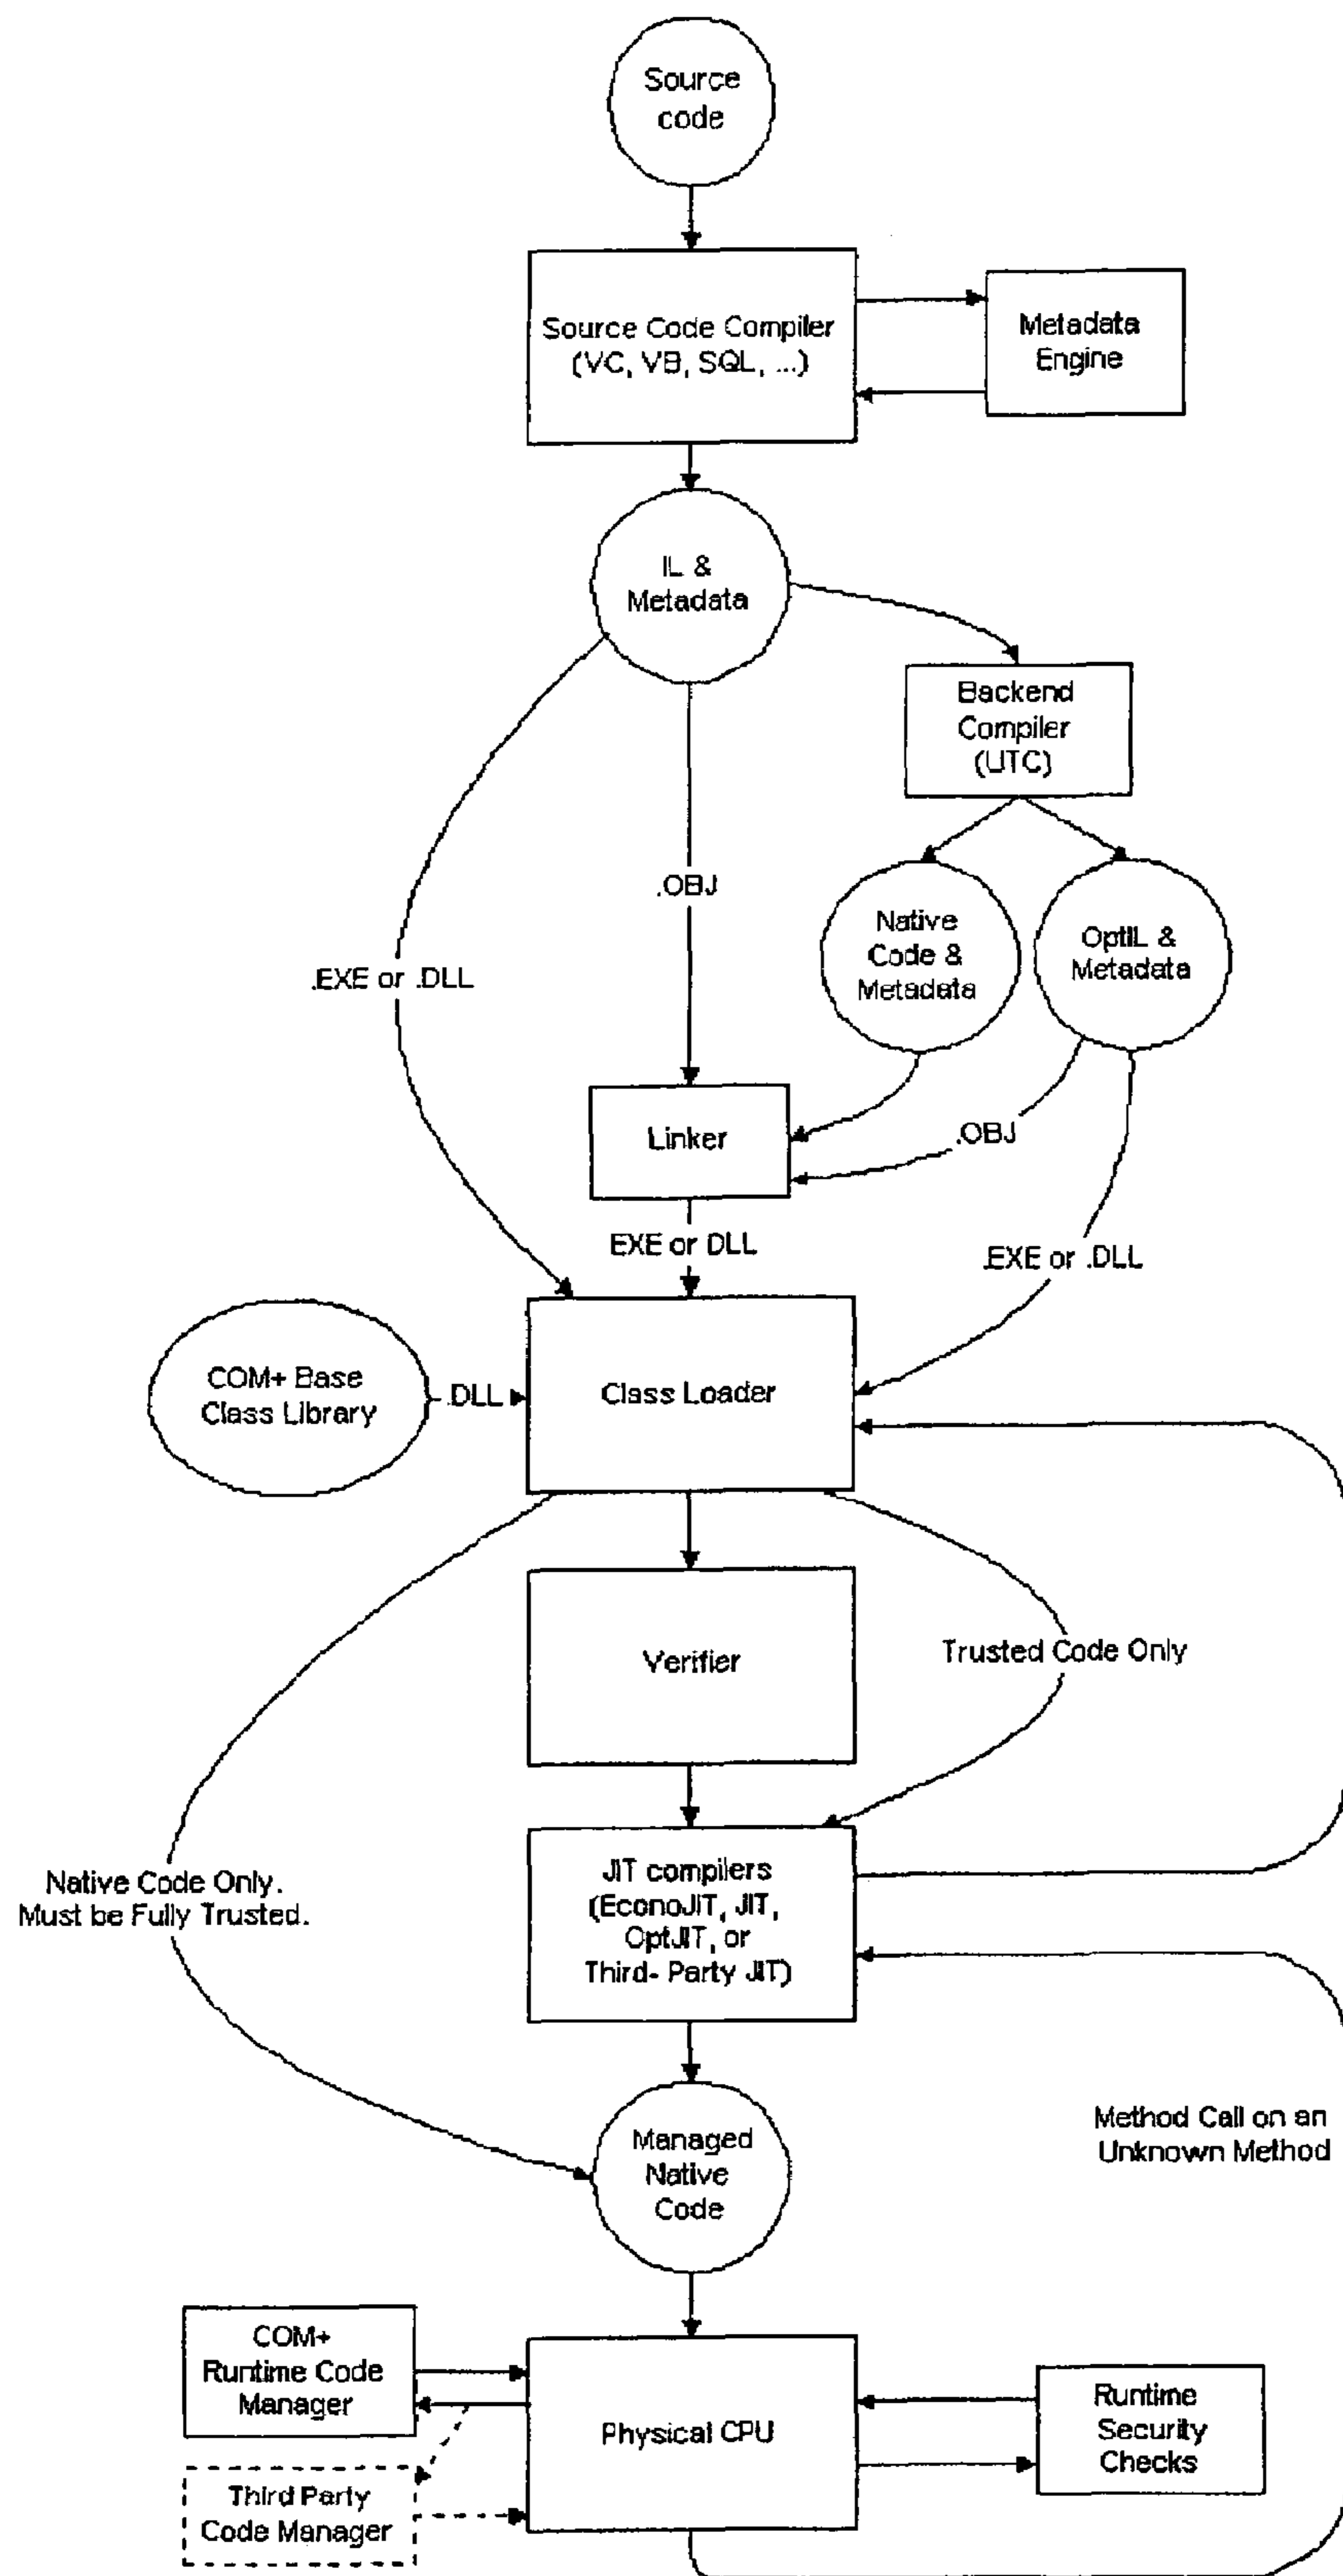 Source
code
Source Code Compiler
(VC, VB, SQL, ...)
Metadata
Engine
IL &
Metadata
Backend
Compiler
(UTC)
.OBJ
Native
Code &
Metadata
OptIL &
Metadata
.EXE or .DLL
Linker
.OBJ
EXE or DLL
.EXE or .DLL
COM+ Base
Class Library
.DLL
Class Loader
Verifier
Trusted Code Only
Native Code Only.
Must be Fully Trusted.
JIT compilers
(EconoJIT, JIT,
OptJIT, or
Third- Party JIT)
Method Call on an
Unknown Method
Managed
Native
Code
COM+
Runtime Code
Manager
Physical CPU
Runtime
Security
Checks
Third Party
Code Manager